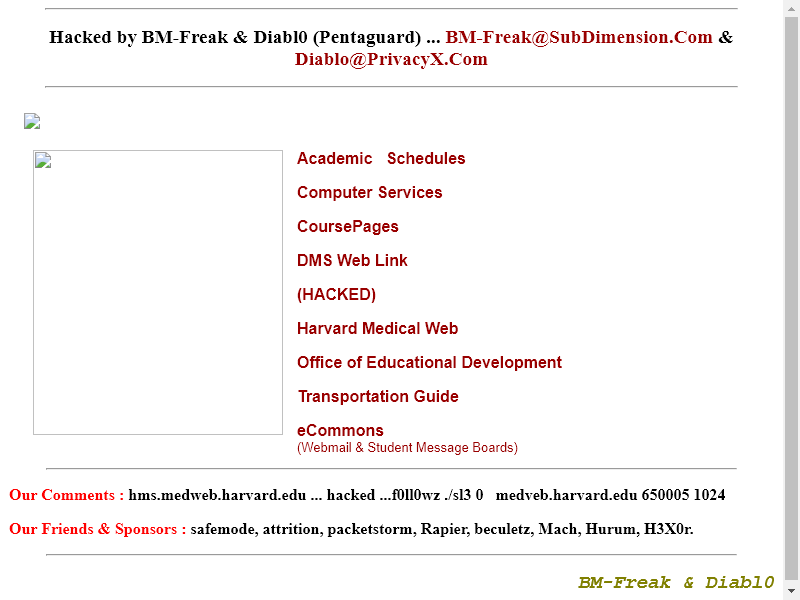 Hacked by BM-Freak & Diabl0 (Pentaguard) ... BM-Freak@SubDimension.Com &
Diablo@PrivacyX.Com
Academic Schedules
Computer Services
CoursePages
DMS Web Link
(HACKED)
Harvard Medical Web
Office of Educational Development
Transportation Guide
eCommons
(Webmail & Student Message Boards)
Our Comments : hms.medweb.harvard.edu ... hacked ...f0ll0wz ./sl3 0 medveb.harvard.edu 650005 1024
Our Friends & Sponsors : safemode, attrition, packetstorm, Rapier, beculetz, Mach, Hurum, H3X0r.
BM-Freak & Diabl0